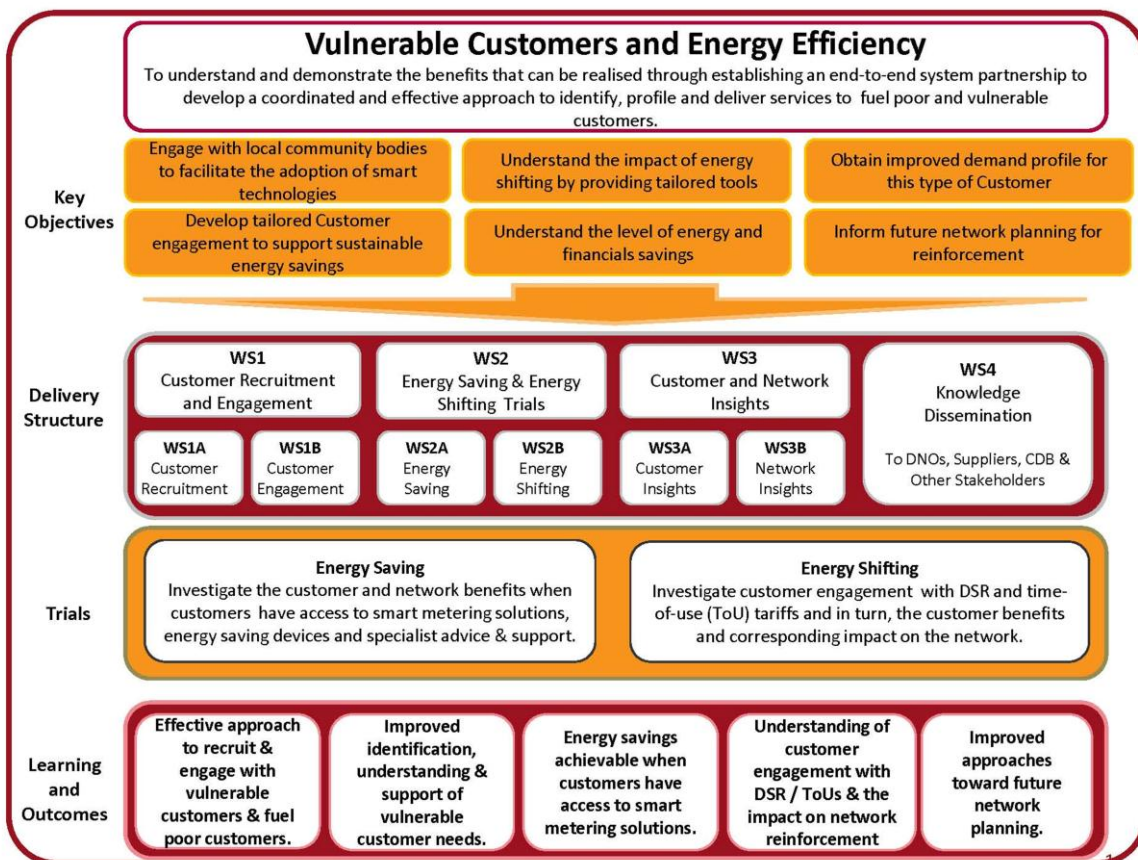 Vulnerable Customers and Energy Efficiency
To understand and demonstrate the benefits that can be realised through establishing an end-to-end system partnership to
develop a coordinated and effective approach to identify, profile and deliver services to fuel poor and vulnerable
customers.
Key
Objectives
Engage with local community bodies
to facilitate the adoption of smart
technologies
Understand the impact of energy
shifting by providing tailored tools
Obtain improved demand profile for
this type of Customer
Develop tailored Customer
engagement to support sustainable
energy savings
Understand the level of energy and
financials savings
Inform future network planning for
reinforcement
Delivery
Structure
WS1
Customer Recruitment
and Engagement
WS2
Energy Saving & Energy
Shifting Trials
WS3
Customer and Network
Insights
WS4
Knowledge
Dissemination
To DNOs, Suppliers, CDB &
Other Stakeholders
WS1A
Customer
Recruitment
WS1B
Customer
Engagement
WS2A
Energy
Saving
WS2B
Energy
Shifting
WS3A
Customer
Insights
WS3B
Network
Insights
Trials
Energy Saving
Investigate the customer and network benefits when
customers have access to smart metering solutions,
energy saving devices and specialist advice & support.
Energy Shifting
Investigate customer engagement with DSR and time-
of-use (ToU) tariffs and in turn, the customer benefits
and corresponding impact on the network.
Learning
and
Outcomes
Effective approach
to recruit &
engage with
vulnerable
customers & fuel
poor customers.
Improved
identification,
understanding &
support of
vulnerable
customer needs.
Energy savings
achievable when
customers have
access to smart
metering solutions.
Understanding of
customer
engagement with
DSR / ToUs & the
impact on network
reinforcement
Improved
approaches
toward future
network
planning.
1